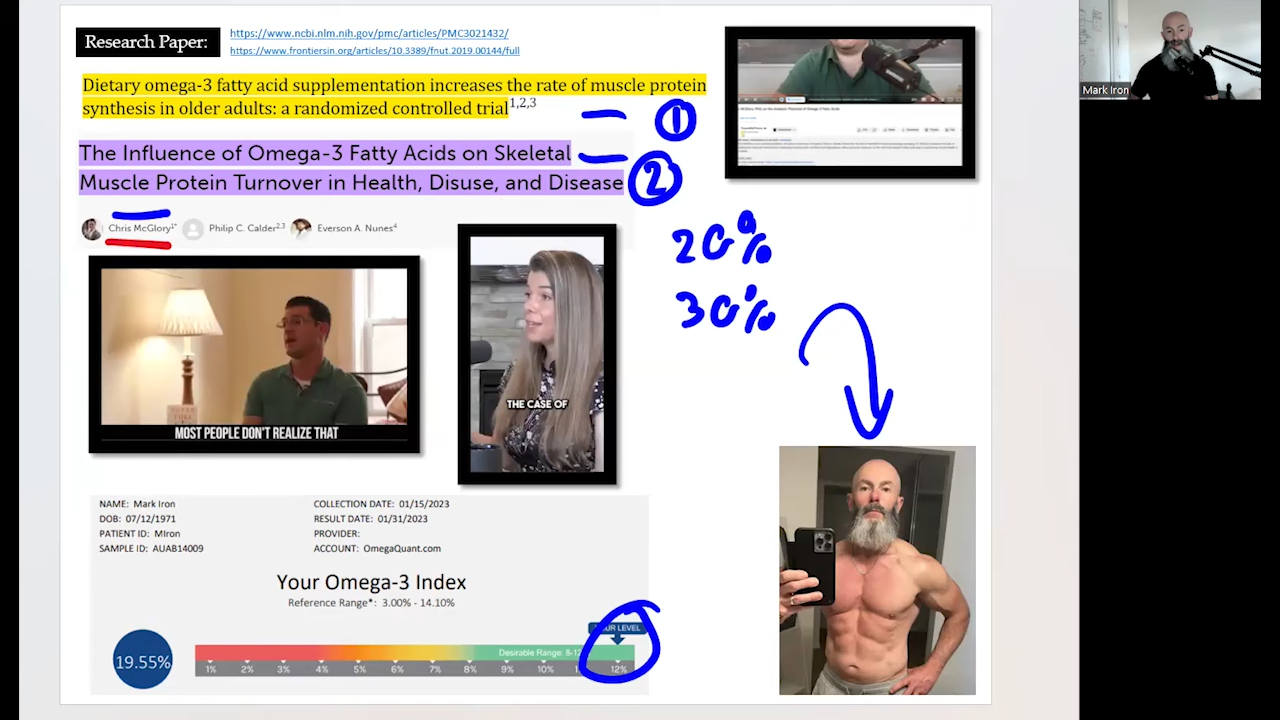 Research Paper:
https://www.ncbi.nlm.nih.gov/pmc/articles/PMC3021432/
https://www.frontiersin.org/articles/10.3389/fnut.2019.00144/full
Dietary omega-3 fatty acid supplementation increases the rate of muscle protein
synthesis in older adults: a randomized controlled trial1,2,3
1
The Influence of Omega-3 Fatty Acids on Skeletal
Muscle Protein Turnover in Health, Disuse, and Disease
2
Chris McGlory1* Philip C. Calder2,3 Everson A. Nunes4
20%
30%
MOST PEOPLE DON'T REALIZE THAT
THE CASE OF
Mark Iron
NAME: Mark Iron
DOB: 07/12/1971
PATIENT ID: MIron
SAMPLE ID: AUAB14009
COLLECTION DATE: 01/15/2023
RESULT DATE: 01/31/2023
PROVIDER:
ACCOUNT: OmegaQuant.com
Your Omega-3 Index
Reference Range*: 3.00% - 14.10%
19.55%
LEVEL
Desirable Range: 8-12
1% 2% 3% 4% 5% 6% 7% 8% 9% 10% 12%